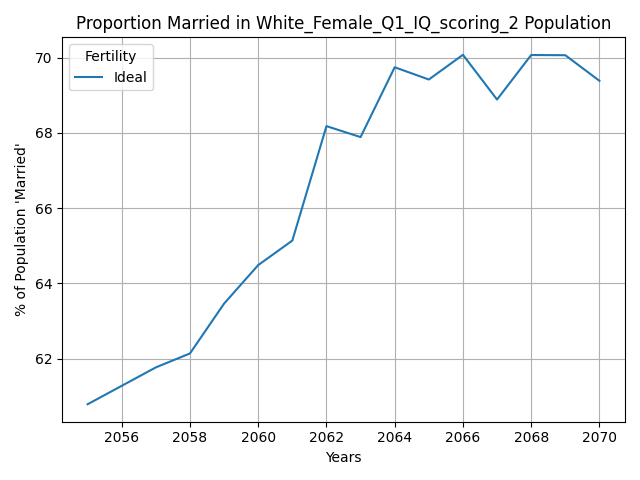 Proportion Married in White_Female_Q1_IQ_scoring_2 Population
Fertility
Ideal
% of Population 'Married'
70
68
66
64
62
2056 2058 2060 2062 2064 2066 2068 2070
Years